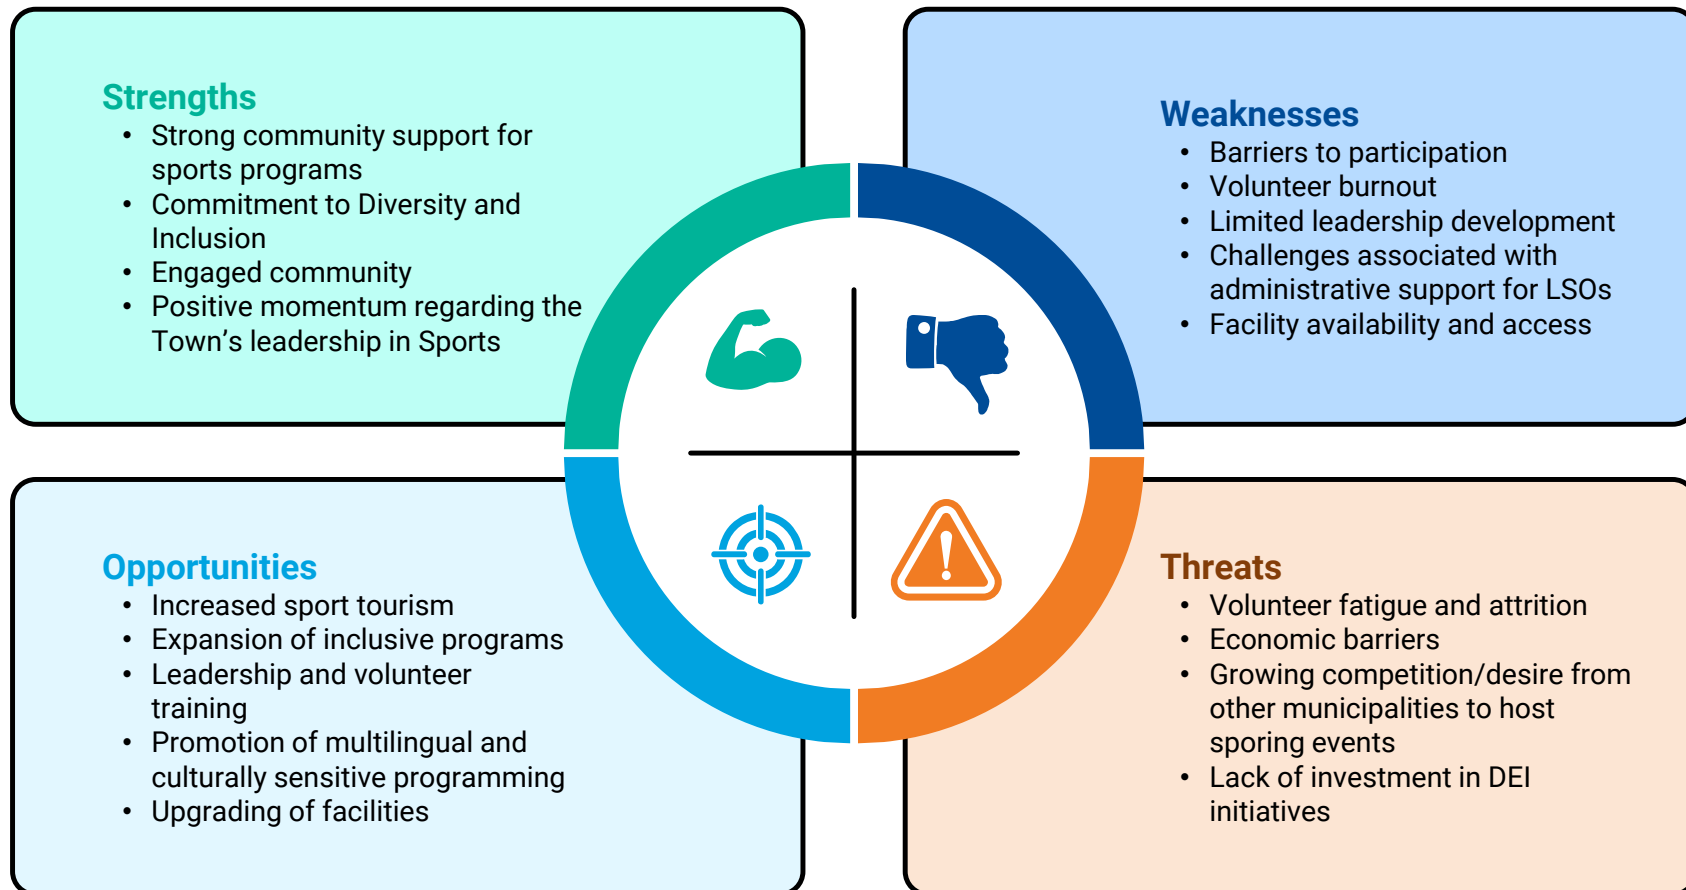 Strengths
• Strong community support for
sports programs
• Commitment to Diversity and
Inclusion
• Engaged community
• Positive momentum regarding the
Town’s leadership in Sports
Weaknesses
• Barriers to participation
• Volunteer burnout
• Limited leadership development
• Challenges associated with
administrative support for LSOs
• Facility availability and access
Opportunities
• Increased sport tourism
• Expansion of inclusive programs
• Leadership and volunteer
training
• Promotion of multilingual and
culturally sensitive programming
• Upgrading of facilities
Threats
• Volunteer fatigue and attrition
• Economic barriers
• Growing competition/desire from
other municipalities to host
sporing events
• Lack of investment in DEI
initiatives